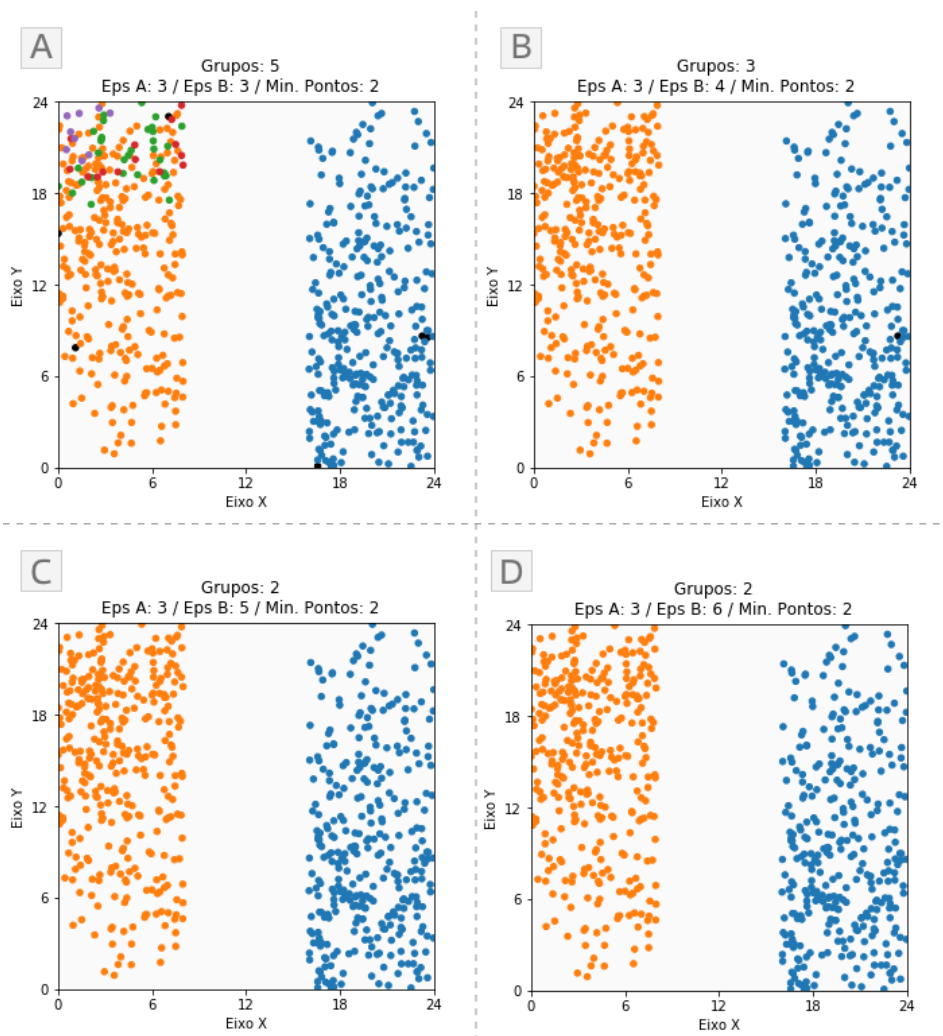 A
Grupos: 5
Eps A: 3 / Eps B: 3 / Min. Pontos: 2
24
18
12
6
0
Eixo Y
0 6 12 18 24
Eixo X
B
Grupos: 3
Eps A: 3 / Eps B: 4 / Min. Pontos: 2
24
18
12
6
0
Eixo Y
0 6 12 18 24
Eixo X
C
Grupos: 2
Eps A: 3 / Eps B: 5 / Min. Pontos: 2
24
18
12
6
0
Eixo Y
0 6 12 18 24
Eixo X
D
Grupos: 2
Eps A: 3 / Eps B: 6 / Min. Pontos: 2
24
18
12
6
0
Eixo Y
0 6 12 18 24
Eixo X